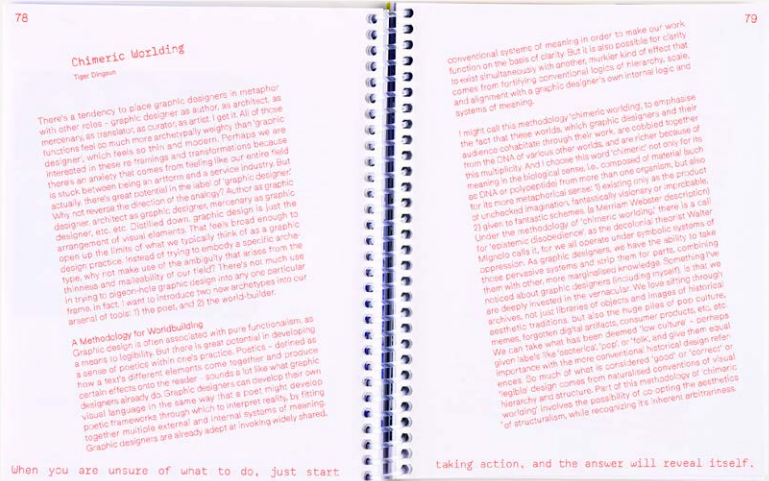 78
Chimeric Worlding
Tiger Dingsun
There's a tendency to place graphic designers in metaphor
with other roles – graphic designer as author, as architect, as
mercenary, as translator, as curator, as artist. I get it. All of those
functions feel so much more archetypally weighty than 'graphic
designer', which feels so thin and modern. Perhaps we are
interested in these re-framings and transformations because
there's an anxiety that comes from feeling like our entire field
is stuck between being an artform and a service industry. But
actually, there's great potential in the label of 'graphic designer.'
Why not reverse the direction of the analogy? Author as graphic
designer, architect as graphic designer, mercenary as graphic
designer, etc. etc. Distilled down, graphic design is just the
arrangement of visual elements. That feels broad enough to
open up the limits of what we typically think of as a graphic
design practice. Instead of trying to embody a specific arche-
type, why not make use of the ambiguity that arises from the
thinness and malleability of our field? There's not much use
in trying to pigeon-hole graphic design into any one particular
frame, in fact, I want to introduce two new archetypes into our
arsenal of tools: 1) the poet, and 2) the world-builder.
A Methodology for Worldbuilding
Graphic design is often associated with pure functionalism, as
a means to legibility. But there is great potential in developing
a sense of poetics within one's practice. Poetics – defined as
how a text's different elements come together and produce
certain effects onto the reader – sounds a lot like what graphic
designers already do. Graphic designers can develop their own
visual language in the same way that a poet might develop
poetic frameworks through which to interpret reality, by fitting
together multiple external and internal systems of meaning.
Graphic designers are already adept at invoking widely shared,
When you are unsure of what to do, just start
79
conventional systems of meaning in order to make our work
function on the basis of clarity. But it is also possible for clarity
to exist simultaneously with another, murkier kind of effect that
comes from fortifying conventional logics of hierarchy, scale,
and alignment with a graphic designer's own internal logic and
systems of meaning.
I might call this methodology 'chimeric worlding', to emphasise
the fact that these worlds, which graphic designers and their
audience cohabitate through their work, are cobbled together
from the DNA of various other worlds, and are richer because of
this multiplicity. And I choose this word 'chimeric' not only for its
meaning in the biological sense, i.e. composed of material (such
as DNA or polypeptide) from more than one organism, but also
for its more metaphorical sense: 1) existing only as the product
of unchecked imagination, fantastically visionary or improbable,
2) given to fantastic schemes. (a Merriam Webster description)
Under the methodology of 'chimeric worlding,' there is a call
for 'epistemic disobedience', as the decolonial theorist Walter
Mignolo calls it, for we all operate under symbolic systems of
oppression. As graphic designers, we have the ability to take
those pervasive systems and strip them for parts, combining
them with other, more marginalised knowledge. Something I've
noticed about graphic designers (including myself), is that we
are deeply invested in the vernacular. We love sifting through
archives, not just libraries of objects and images of historical
aesthetic traditions, but also the huge piles of pop culture,
memes, forgotten digital artifacts, consumer products, etc. etc.
We can take what has been deemed 'low culture' – perhaps
given labels like 'esoterica', 'pop', or 'folk', and give them equal
importance with the more conventional historical design refer-
ences. So much of what is considered 'good' or 'correct' or
'legible' design comes from naturalised conventions of visual
hierarchy and structure. Part of this methodology of 'chimeric
worlding' involves the possibility of co-opting the aesthetics
of structuralism, while recognizing its inherent arbitrariness.
taking action, and the answer will reveal itself.